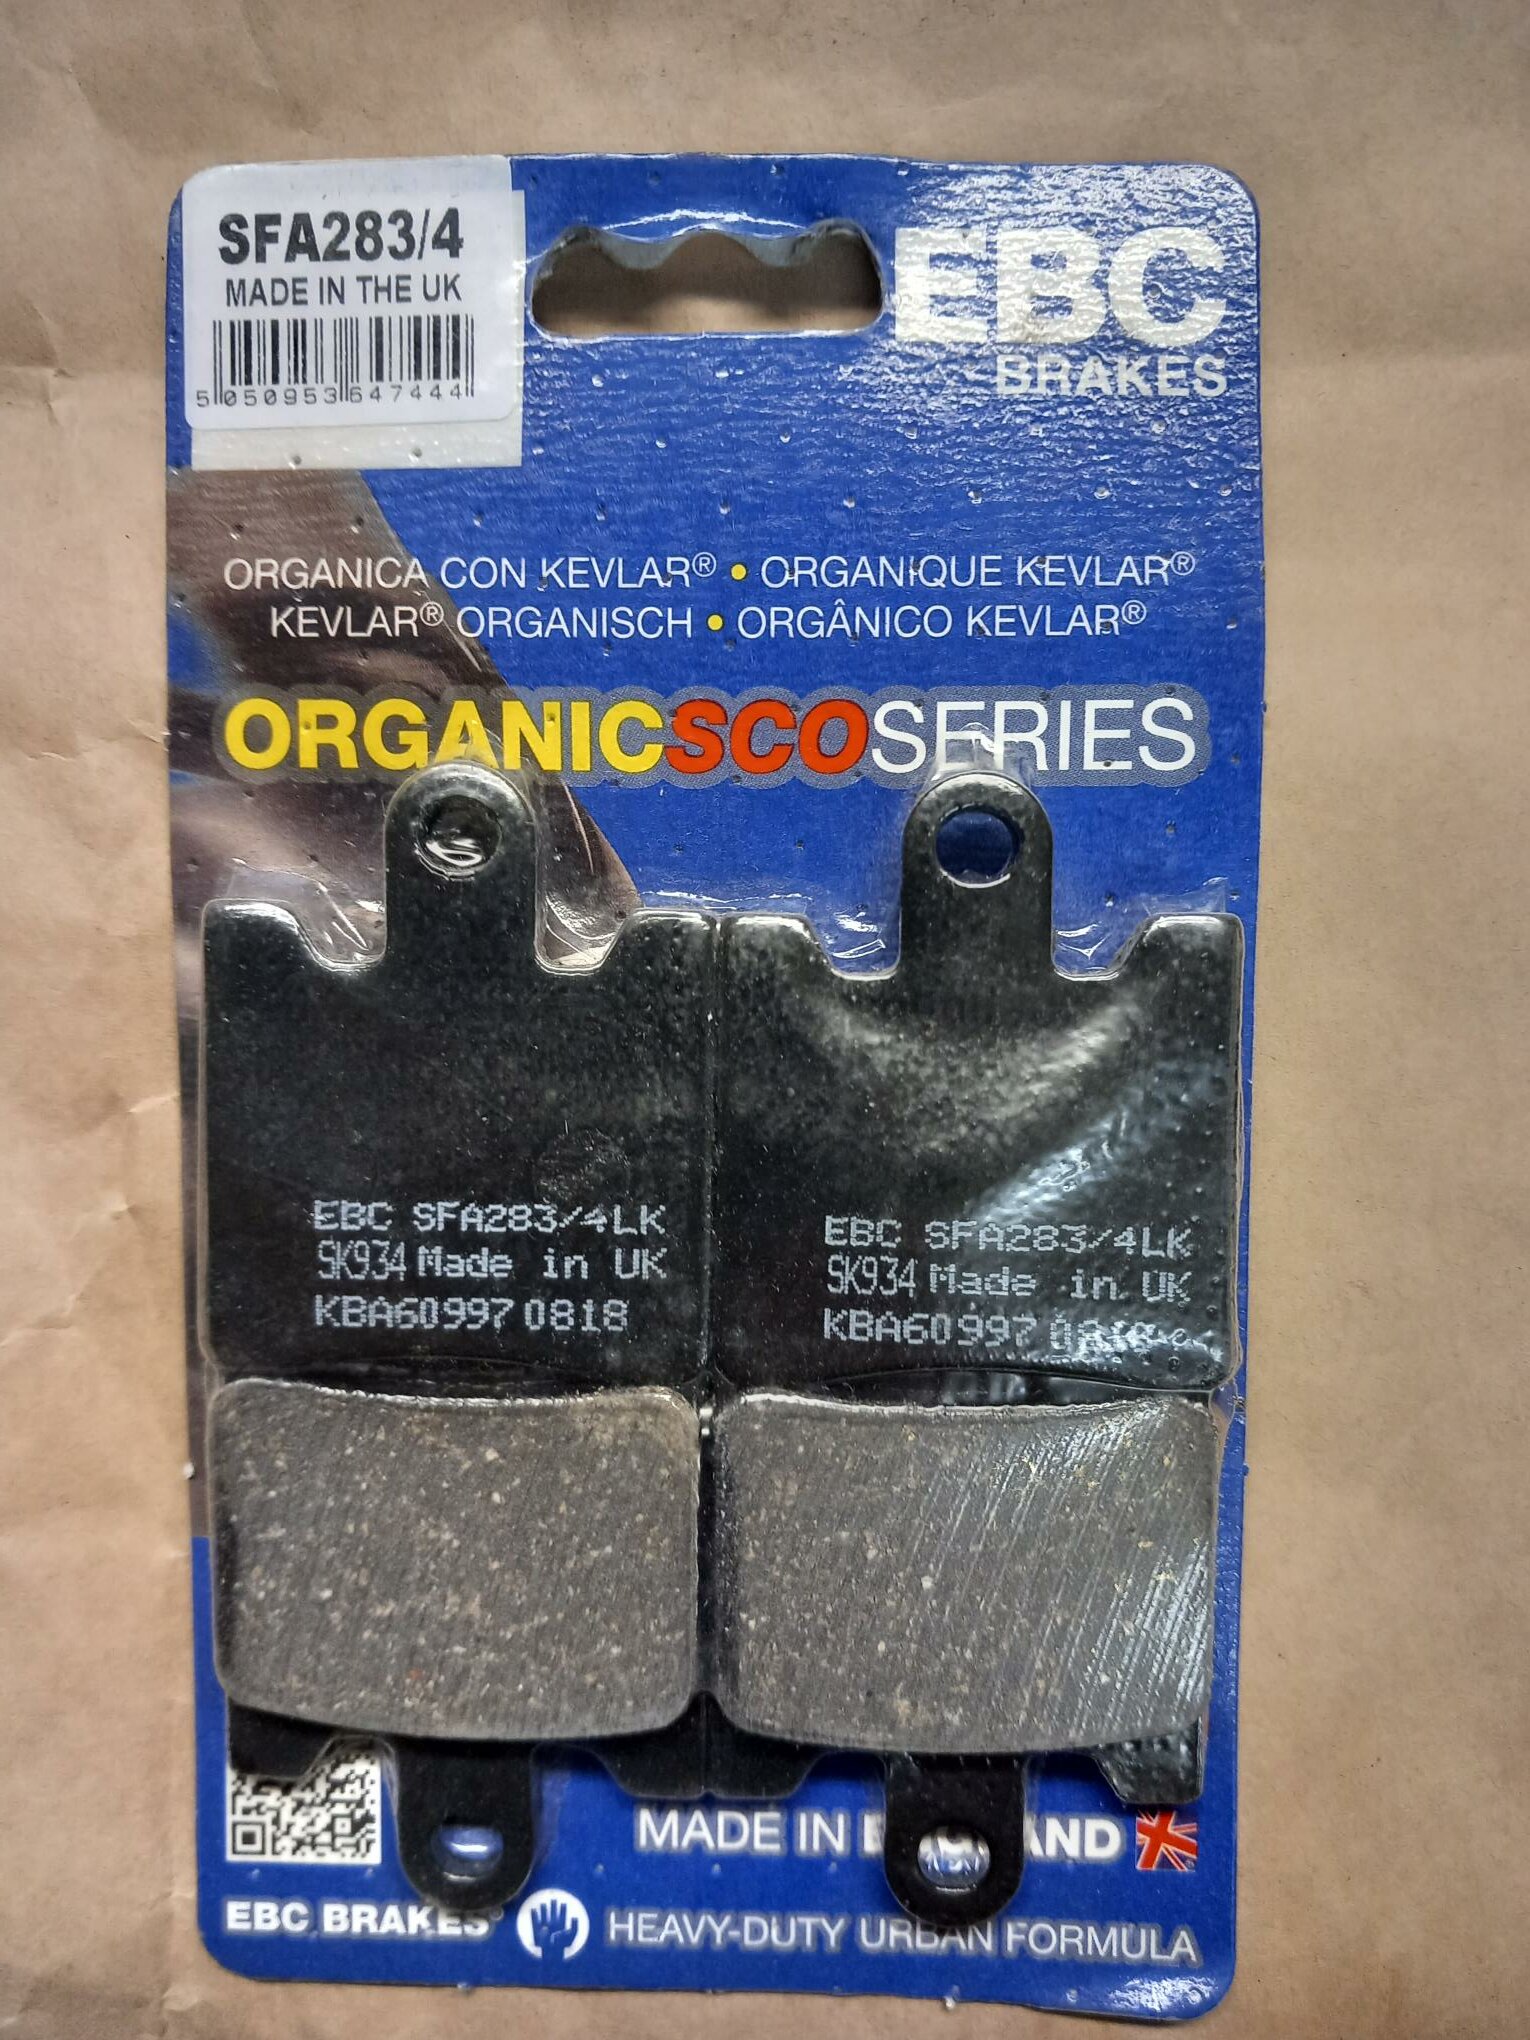 SFA283/4
MADE IN THE UK
5 050953 647444
EBC
BRAKES
ORGANICA CON KEVLAR® • ORGANIQUE KEVLAR®
KEVLAR® ORGANISCH • ORGÂNICO KEVLAR®
ORGANICSCOSERIES
EBC SFA283/4LK
SK934 Made in UK
KBA60997 0818
EBC SFA283/4LK
SK934 Made in UK
KBA60997
MADE IN
EBC BRAKES®
HEAVY-DUTY URBAN FORMULA